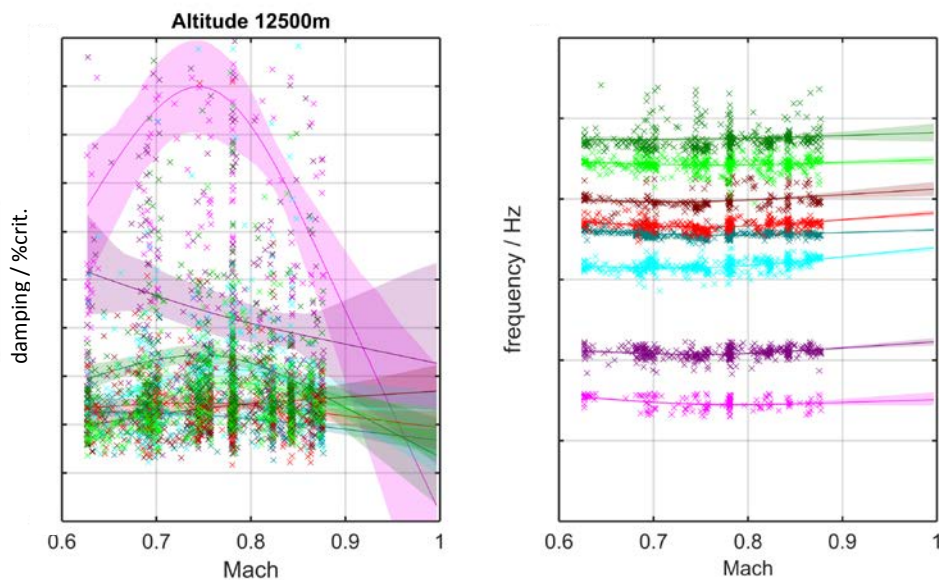 Altitude 12500m
damping / %crit.
0.6 0.7 0.8 0.9 1
Mach
frequency / Hz
0.6 0.7 0.8 0.9 1
Mach